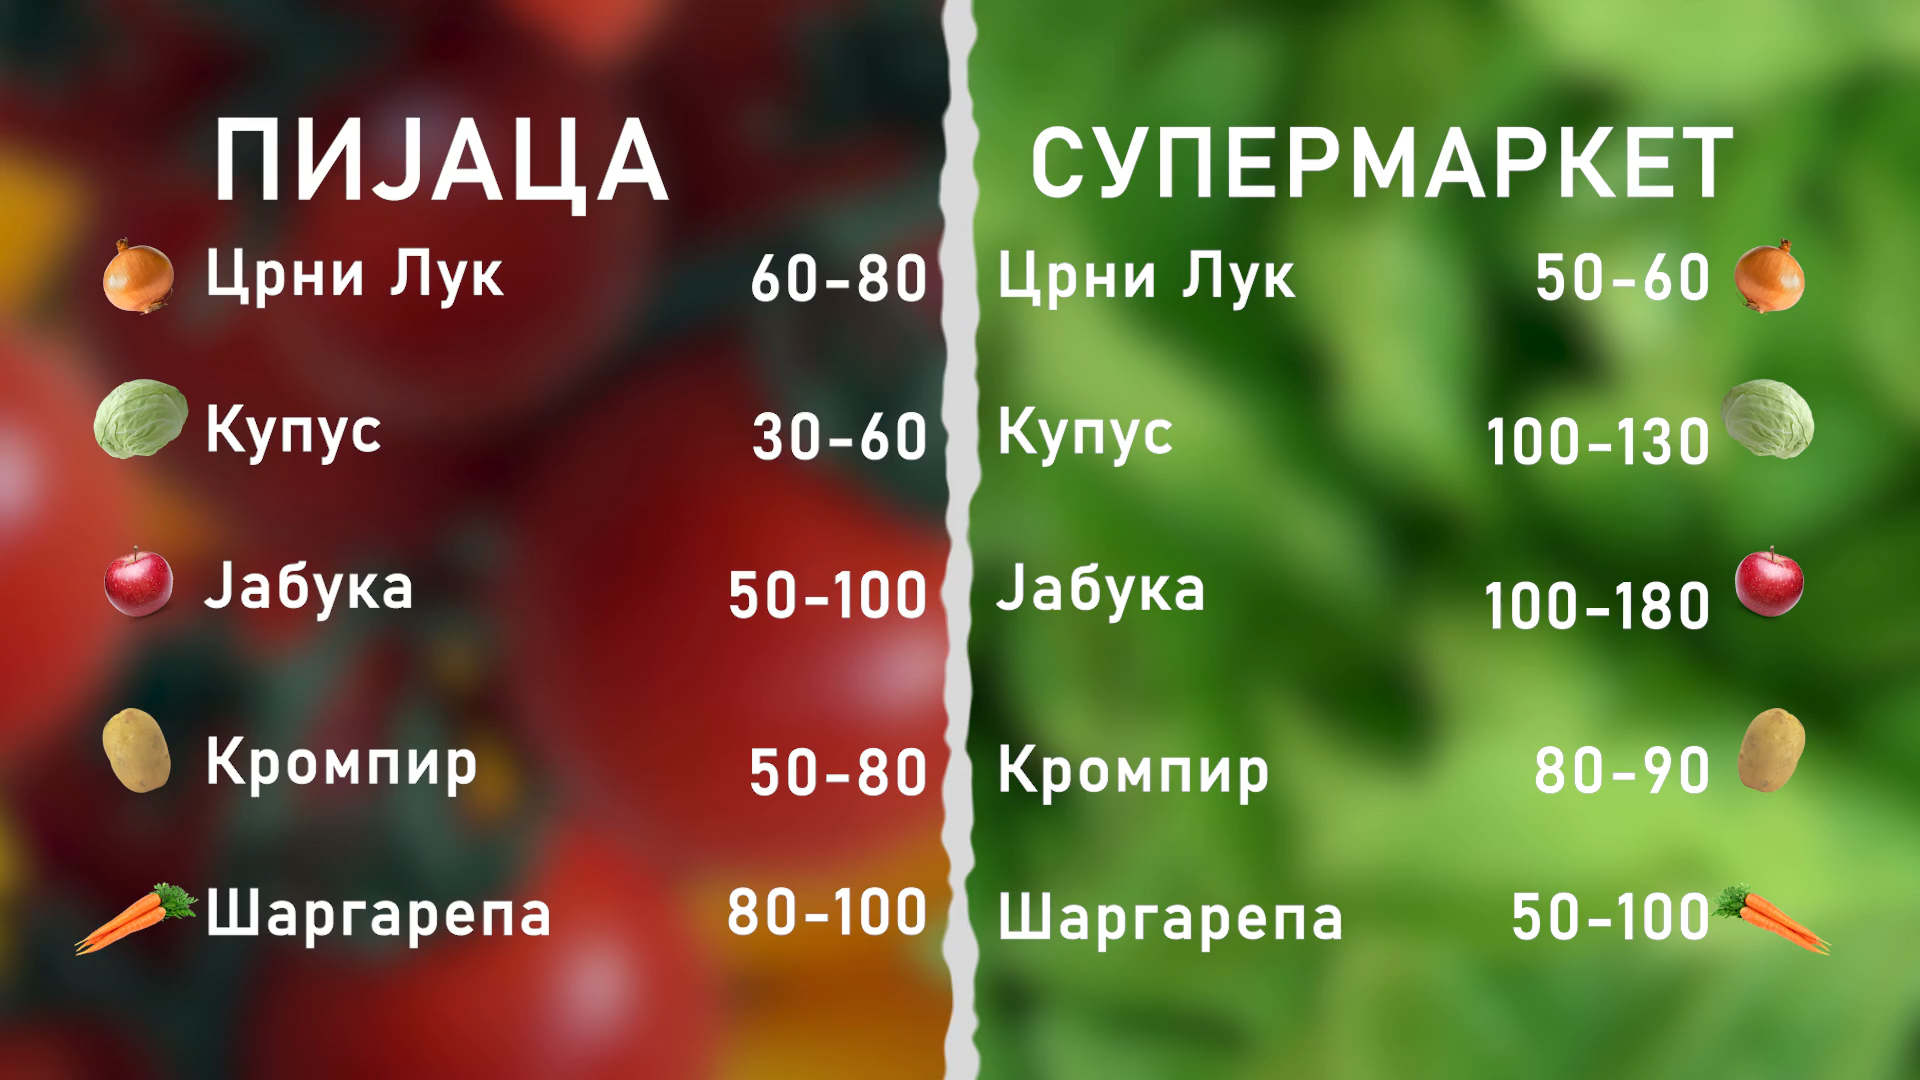 ПИЈАЦА
Црни Лук 60-80
Купус 30-60
Јабука 50-100
Кромпир 50-80
Шаргарепа 80-100
СУПЕРМАРКЕТ
Црни Лук 50-60
Купус 100-130
Јабука 100-180
Кромпир 80-90
Шаргарепа 50-100